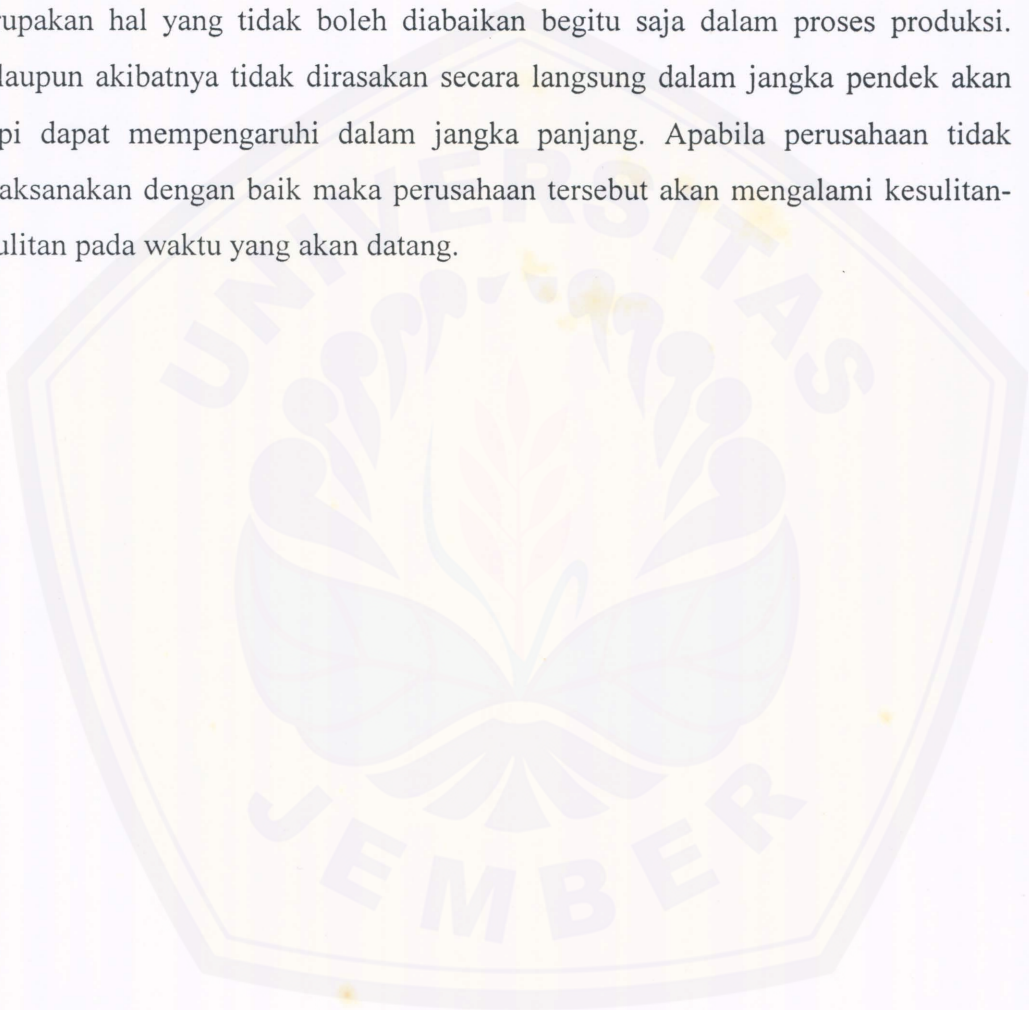 rupakan hal yang tidak boleh diabaikan begitu saja dalam proses produksi.
laupun akibatnya tidak dirasakan secara langsung dalam jangka pendek akan
pi dapat mempengaruhi dalam jangka panjang. Apabila perusahaan tidak
aksanakan dengan baik maka perusahaan tersebut akan mengalami kesulitan-
ulitan pada waktu yang akan datang.
UNIVERSITAS
JEMBER